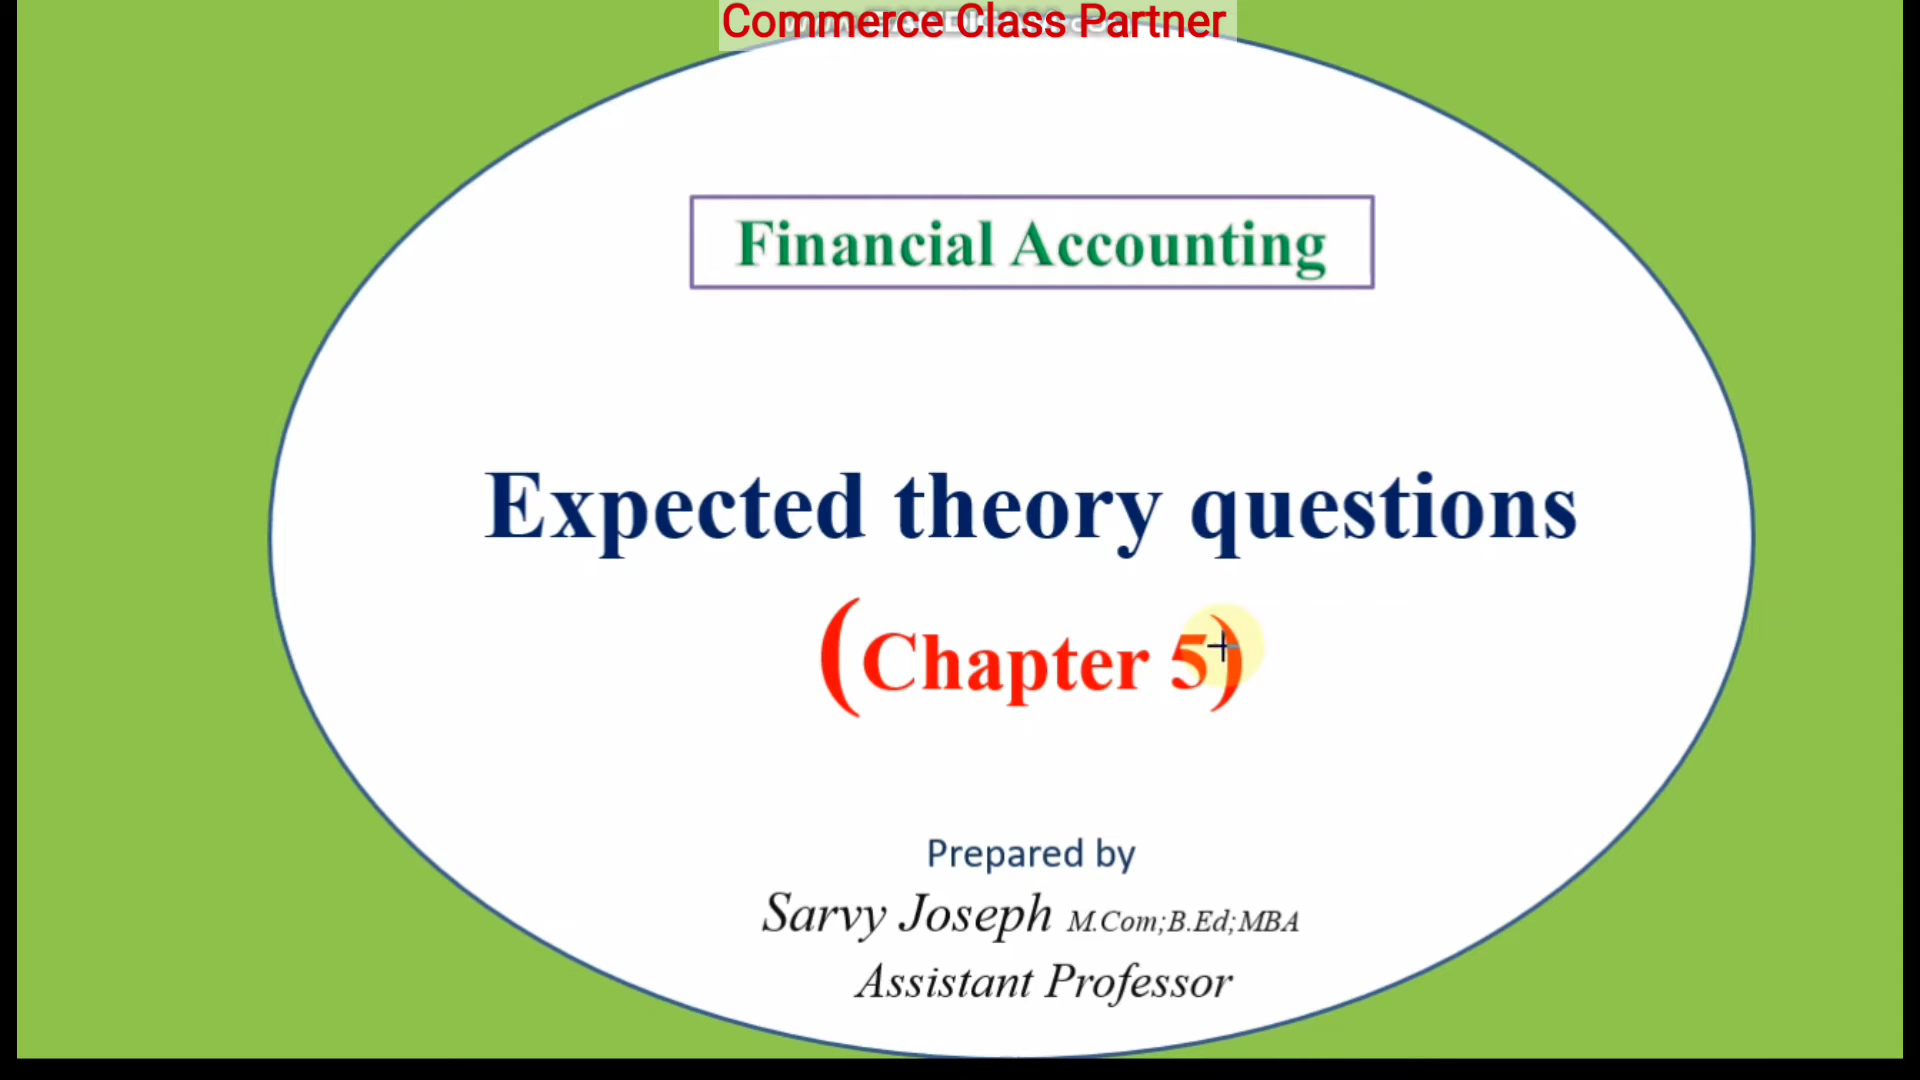 Commerce Class Partner
Financial Accounting
Expected theory questions
(Chapter 5)
Prepared by
Sarvy Joseph M.Com;B.Ed;MBA
Assistant Professor